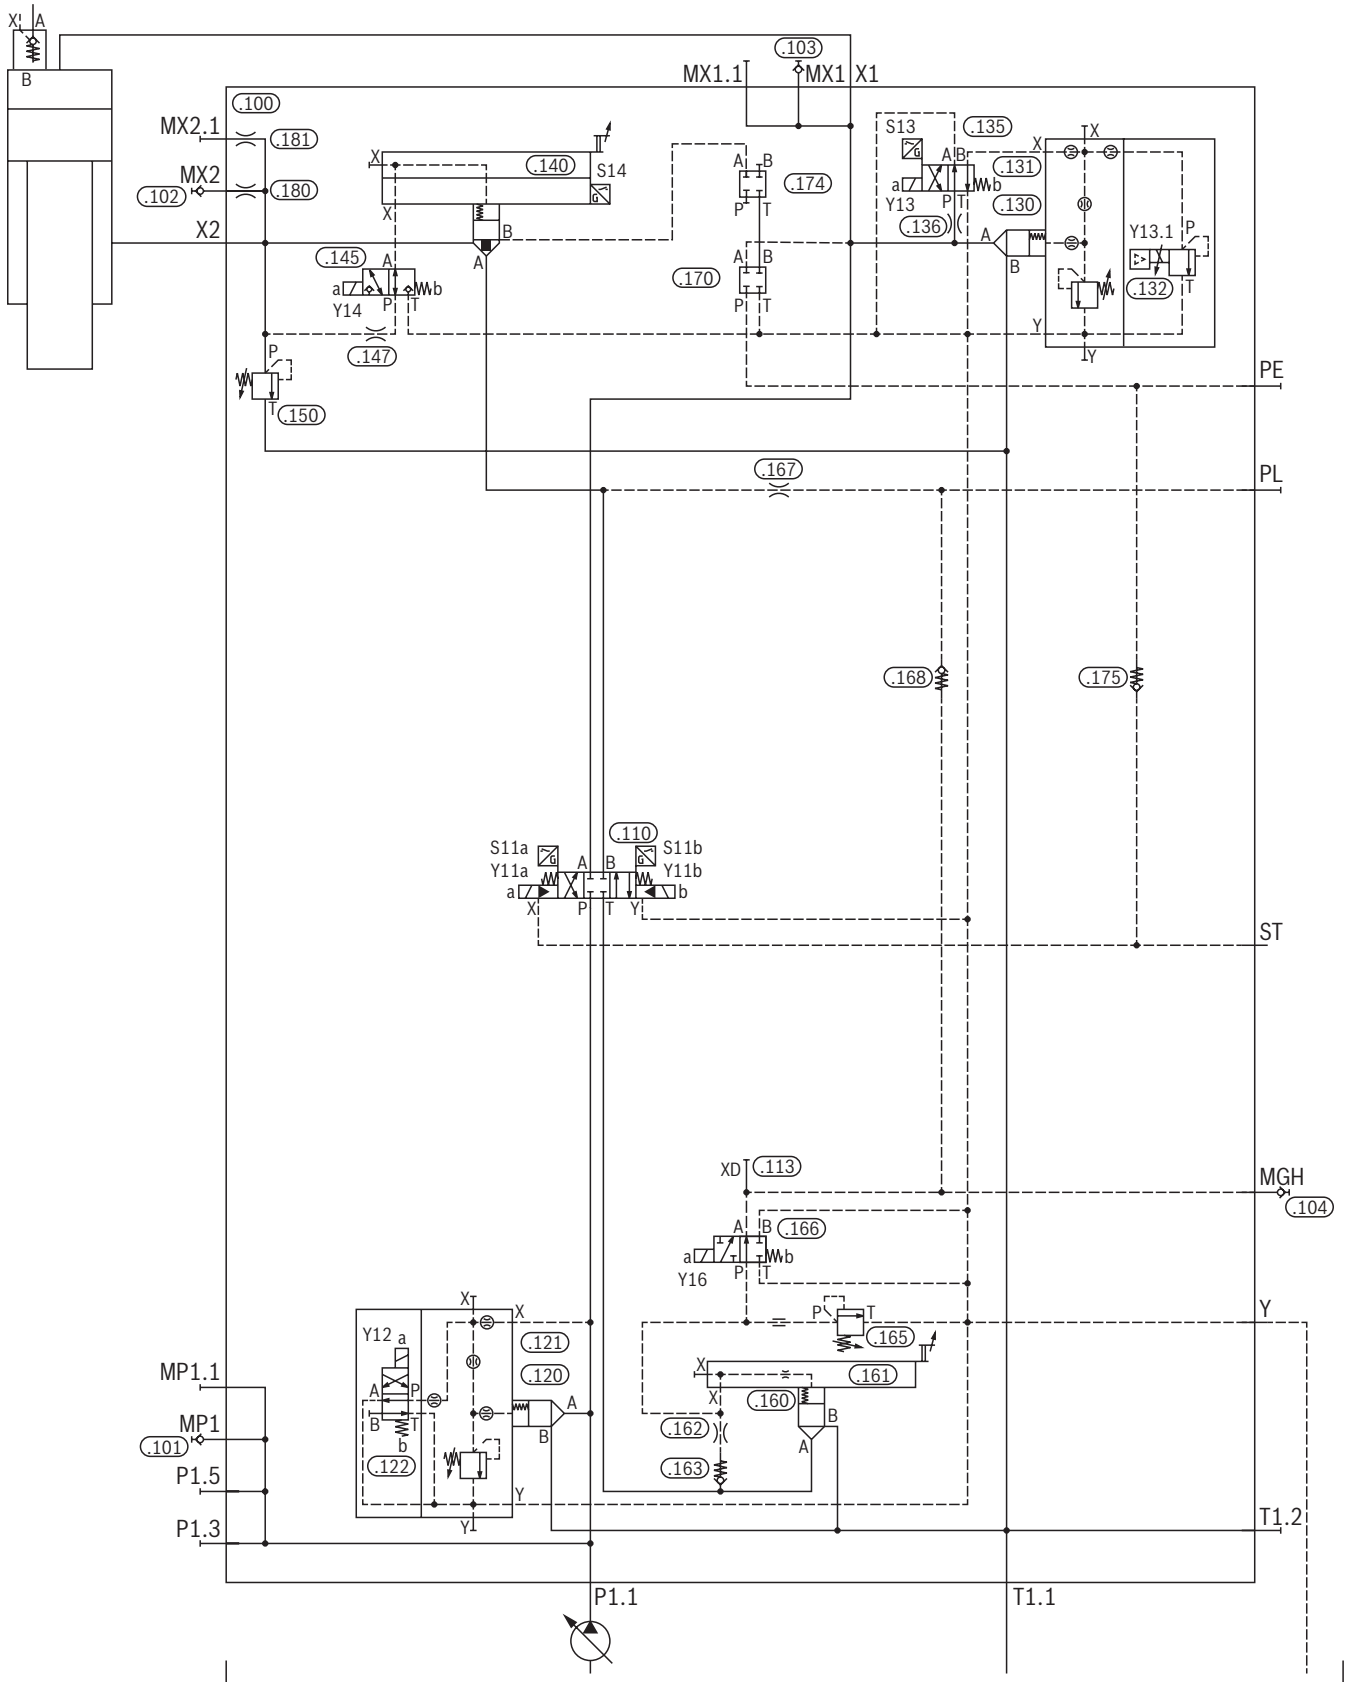 X A
B
.103
MX1.1 MX1 X1
.100
MX2.1 .181
X .140 S14
A B .174
P T
S13 .135
A B X X
.131
a b
Y13 P T .130
.136 A
B
Y13.1 P
.132 T
MX2
.102 .180
X
B
X2
A
.145 A
a b
Y14 P T
.147
A B
.170
P T
Y
Y
P
T .150
PE
.167
PL
.168 .175
.110
S11a A B S11b
Y11a Y11b
a b
X P T Y
ST
XD .113
MGH
.104
A B .166
a b
Y16 P T
Y
P T
.165
X X
Y12 a .121
.120
A P A
B T B
b
.122
Y
Y
X .161
X .160
B
.162
A
.163
MP1.1
MP1
.101
P1.5
P1.3
T1.2
P1.1 T1.1